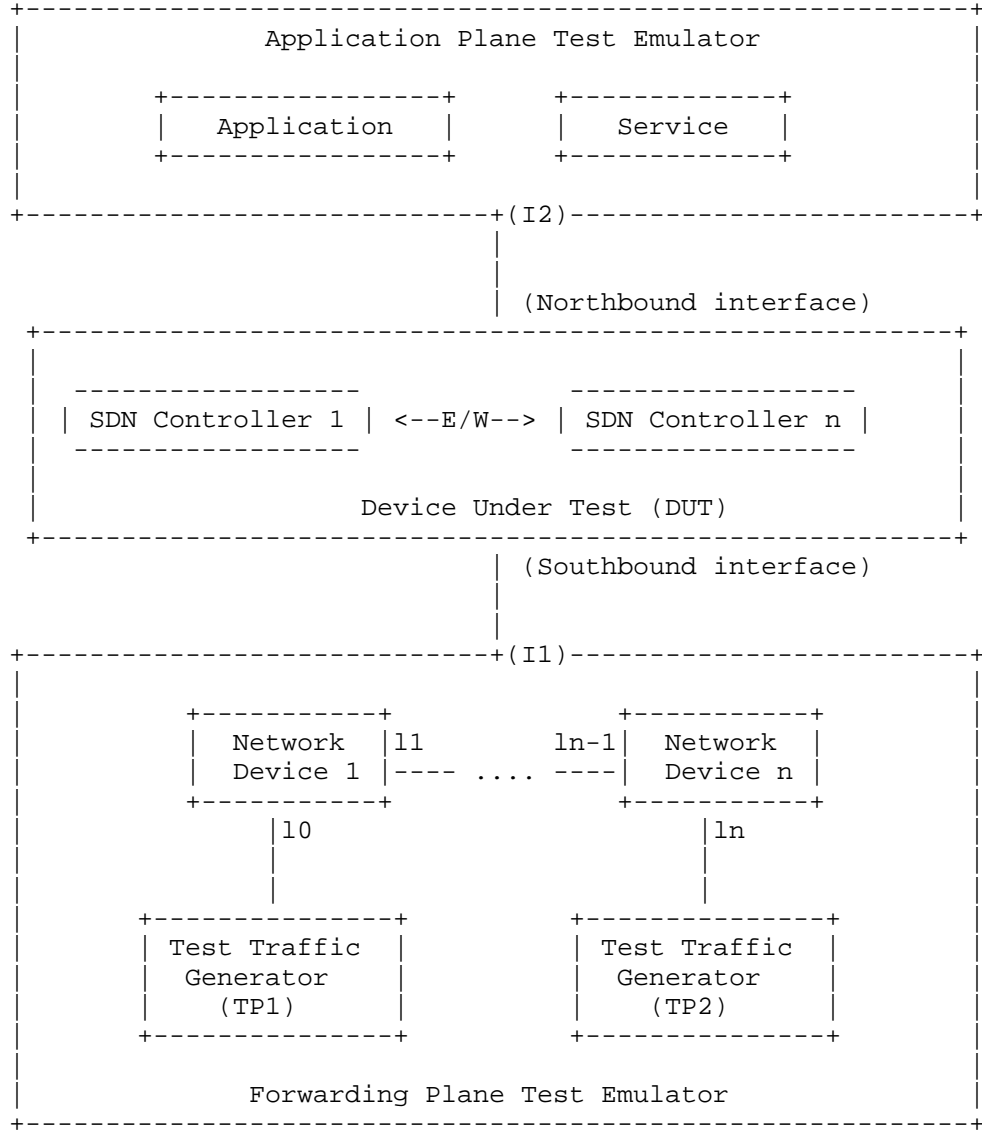 Application Plane Test Emulator
Application Service
(I2)
(Northbound interface)
SDN Controller 1 <--E/W--> SDN Controller n
Device Under Test (DUT)
(Southbound interface)
(I1)
Network l1 ln-1 Network
Device 1 .... Device n
l0 ln
Test Traffic Test Traffic
Generator Generator
(TP1) (TP2)
Forwarding Plane Test Emulator